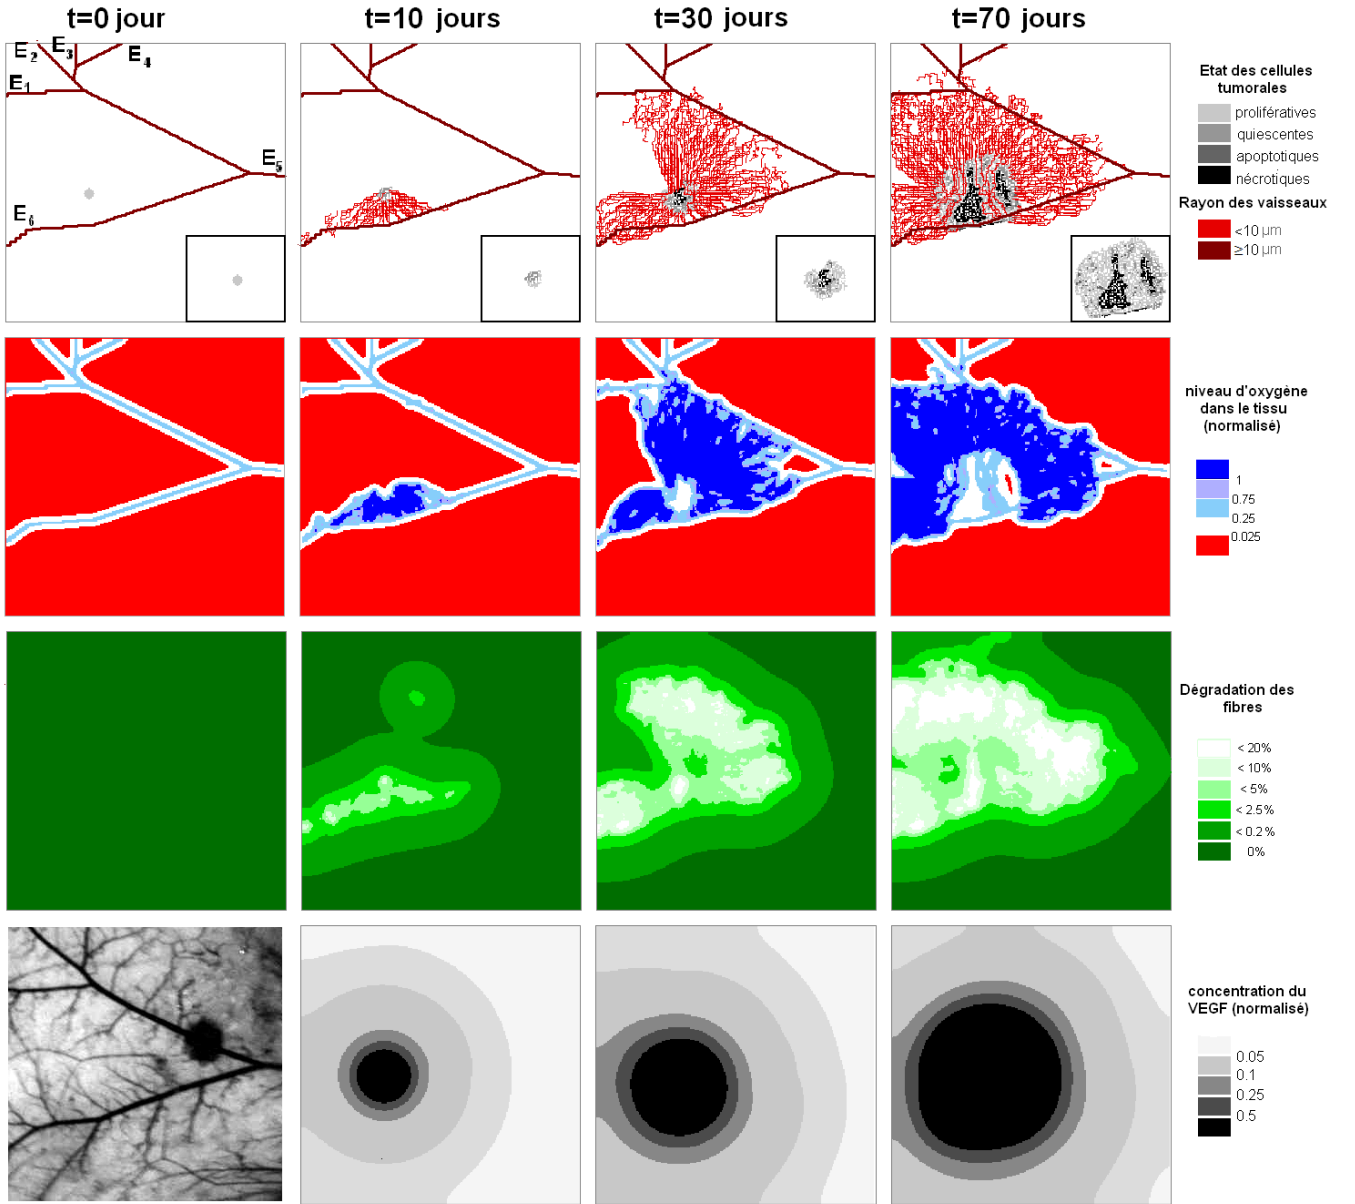 t=0 jour
t=10 jours
t=30 jours
t=70 jours
E2
E3
E4
E1
E5
E6
Etat des cellules
tumorales
prolifératives
quiescentes
apoptotiques
nécrotiques
Rayon des vaisseaux
<10 µm
≥10 µm
niveau d'oxygène
dans le tissu
(normalisé)
1
0.75
0.25
0.025
Dégradation des
fibres
< 20%
< 10%
< 5%
< 2.5%
< 0.2%
0%
concentration du
VEGF (normalisé)
0.05
0.1
0.25
0.5